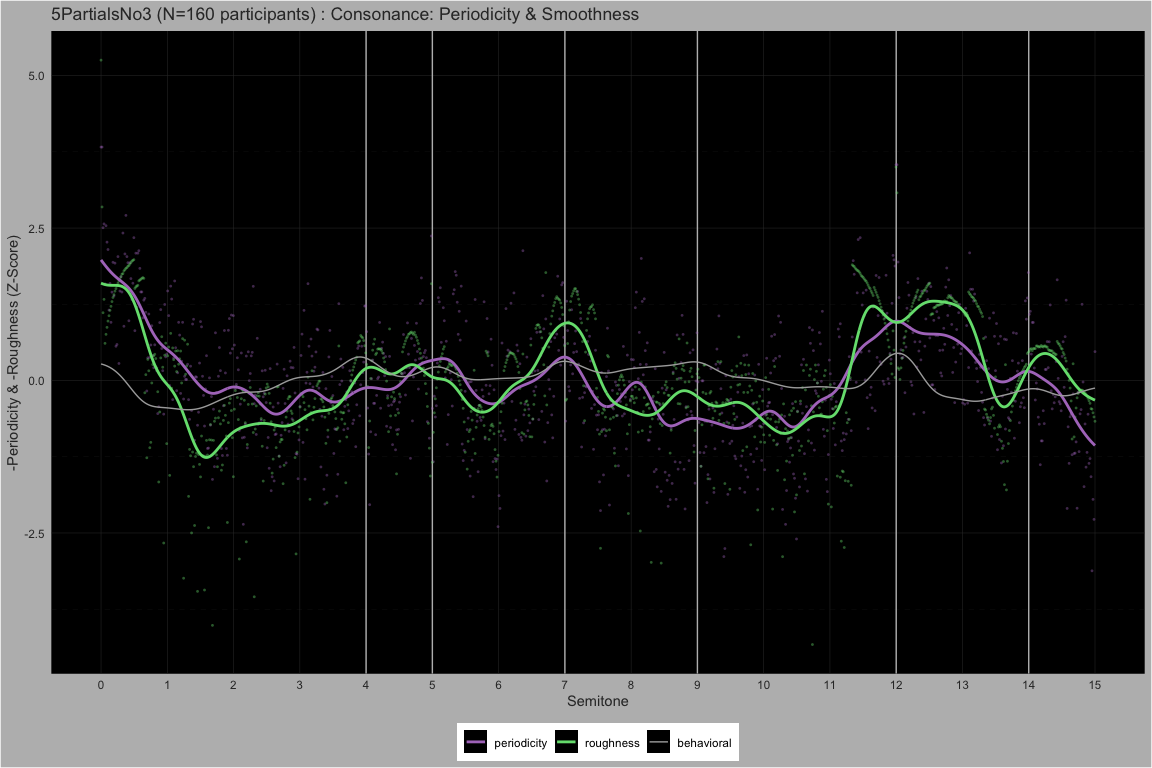 5PartialsNo3 (N=160 participants) : Consonance: Periodicity & Smoothness
-Periodicity & -Roughness (Z-Score)
5.0
2.5
0.0
-2.5
0 1 2 3 4 5 6 7 8 9 10 11 12 13 14 15
Semitone
periodicity roughness behavioral